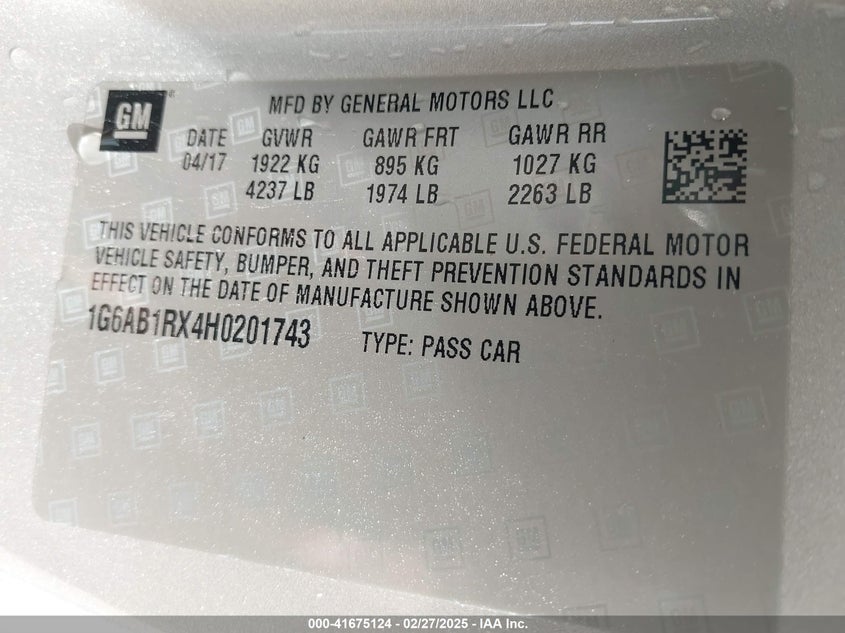 GM
MFD BY GENERAL MOTORS LLC
DATE GVWR GAWR FRT GAWR RR
04/17 1922 KG 895 KG 1027 KG
4237 LB 1974 LB 2263 LB
THIS VEHICLE CONFORMS TO ALL APPLICABLE U.S. FEDERAL MOTOR
VEHICLE SAFETY, BUMPER, AND THEFT PREVENTION STANDARDS IN
EFFECT ON THE DATE OF MANUFACTURE SHOWN ABOVE.
1G6AB1RX4H0201743 TYPE: PASS CAR
000-41675124 - 02/27/2025 - IAA Inc.